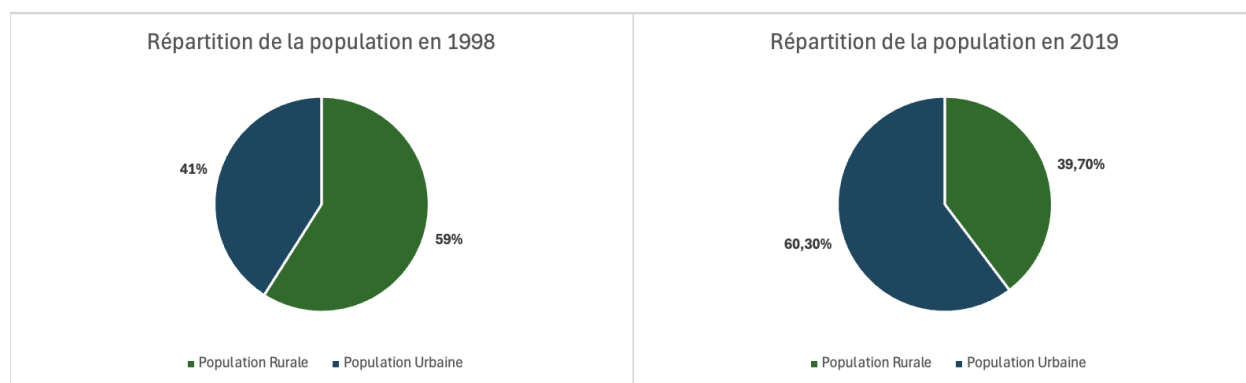 Répartition de la population en 1998
41%
59%
Population Rurale Population Urbaine
Répartition de la population en 2019
39,70%
60,30%
Population Rurale Population Urbaine